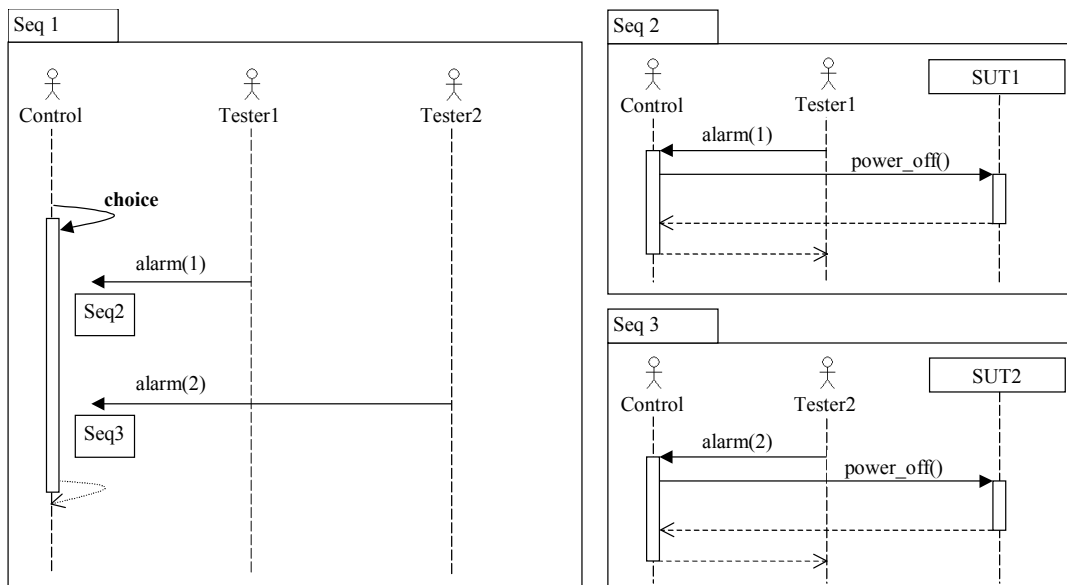 Seq 1
Control
Tester1
Tester2
choice
alarm(1)
Seq2
alarm(2)
Seq3
Seq 2
Control
Tester1
SUT1
alarm(1)
power_off()
Seq 3
Control
Tester2
SUT2
alarm(2)
power_off()